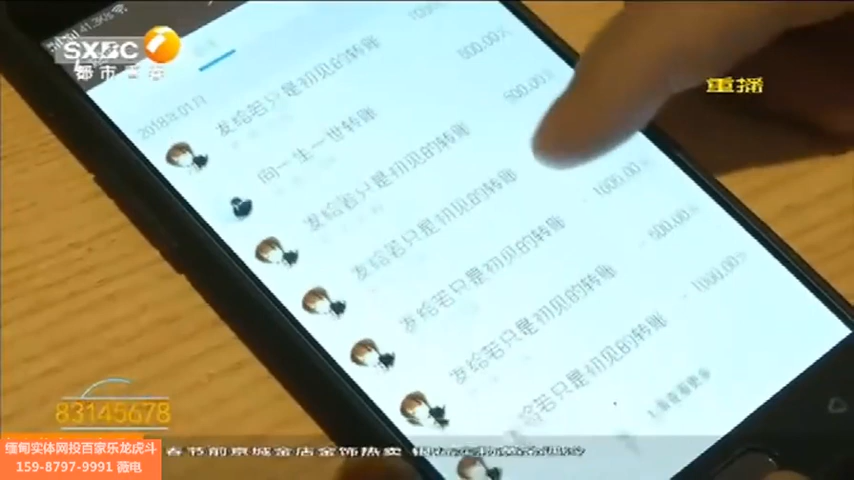 SXBC
都市青春
重播
2018年01月
发给若只是初见的转账
500.00
向一生一世转账
500.00
发给若只是初见的转账
发给若只是初见的转账
1000.00
发给若只是初见的转账
500.00
发给若只是初见的转账
1000.00
发给若只是初见的转账
83145678
缅甸实体网投百家乐龙虎斗
159-8797-9991 薇电
春节前京城金店金饰热卖